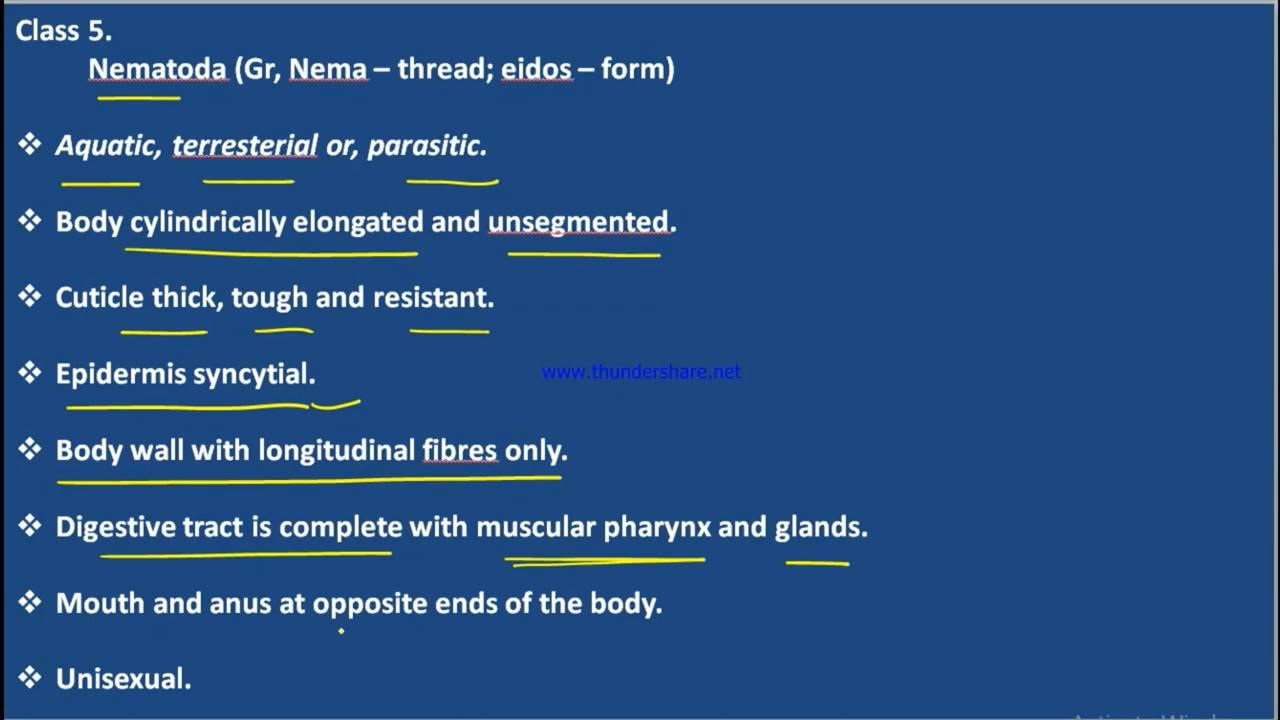 Class 5.
Nematoda (Gr, Nema – thread; eidos – form)
❖ Aquatic, terresterial or, parasitic.
❖ Body cylindrically elongated and unsegmented.
❖ Cuticle thick, tough and resistant.
❖ Epidermis syncytial.
www.thundershare.net
❖ Body wall with longitudinal fibres only.
❖ Digestive tract is complete with muscular pharynx and glands.
❖ Mouth and anus at opposite ends of the body.
❖ Unisexual.